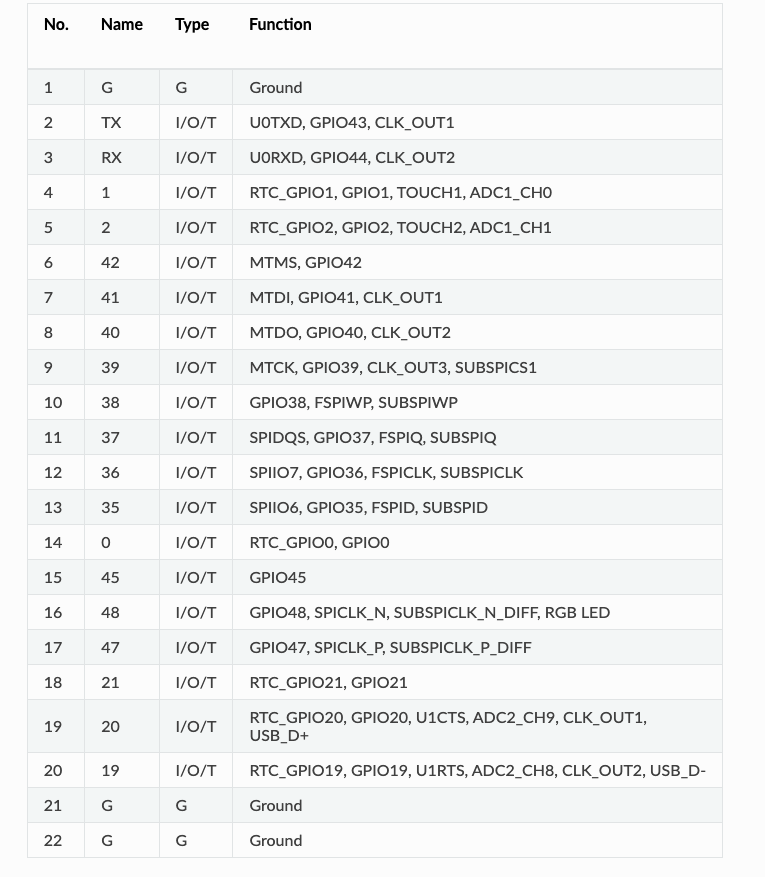 No. Name Type Function
1 G G Ground
2 TX I/O/T U0TXD, GPIO43, CLK_OUT1
3 RX I/O/T U0RXD, GPIO44, CLK_OUT2
4 1 I/O/T RTC_GPIO1, GPIO1, TOUCH1, ADC1_CH0
5 2 I/O/T RTC_GPIO2, GPIO2, TOUCH2, ADC1_CH1
6 42 I/O/T MTMS, GPIO42
7 41 I/O/T MTDI, GPIO41, CLK_OUT1
8 40 I/O/T MTDO, GPIO40, CLK_OUT2
9 39 I/O/T MTCK, GPIO39, CLK_OUT3, SUBSPICS1
10 38 I/O/T GPIO38, FSPIWP, SUBSPIWP
11 37 I/O/T SPIDQS, GPIO37, FSPIQ, SUBSPIQ
12 36 I/O/T SPIIO7, GPIO36, FSPICLK, SUBSPICLK
13 35 I/O/T SPIIO6, GPIO35, FSPID, SUBSPID
14 0 I/O/T RTC_GPIO0, GPIO0
15 45 I/O/T GPIO45
16 48 I/O/T GPIO48, SPICLK_N, SUBSPICLK_N_DIFF, RGB LED
17 47 I/O/T GPIO47, SPICLK_P, SUBSPICLK_P_DIFF
18 21 I/O/T RTC_GPIO21, GPIO21
19 20 I/O/T RTC_GPIO20, GPIO20, U1CTS, ADC2_CH9, CLK_OUT1,
USB_D+
20 19 I/O/T RTC_GPIO19, GPIO19, U1RTS, ADC2_CH8, CLK_OUT2, USB_D-
21 G G Ground
22 G G Ground